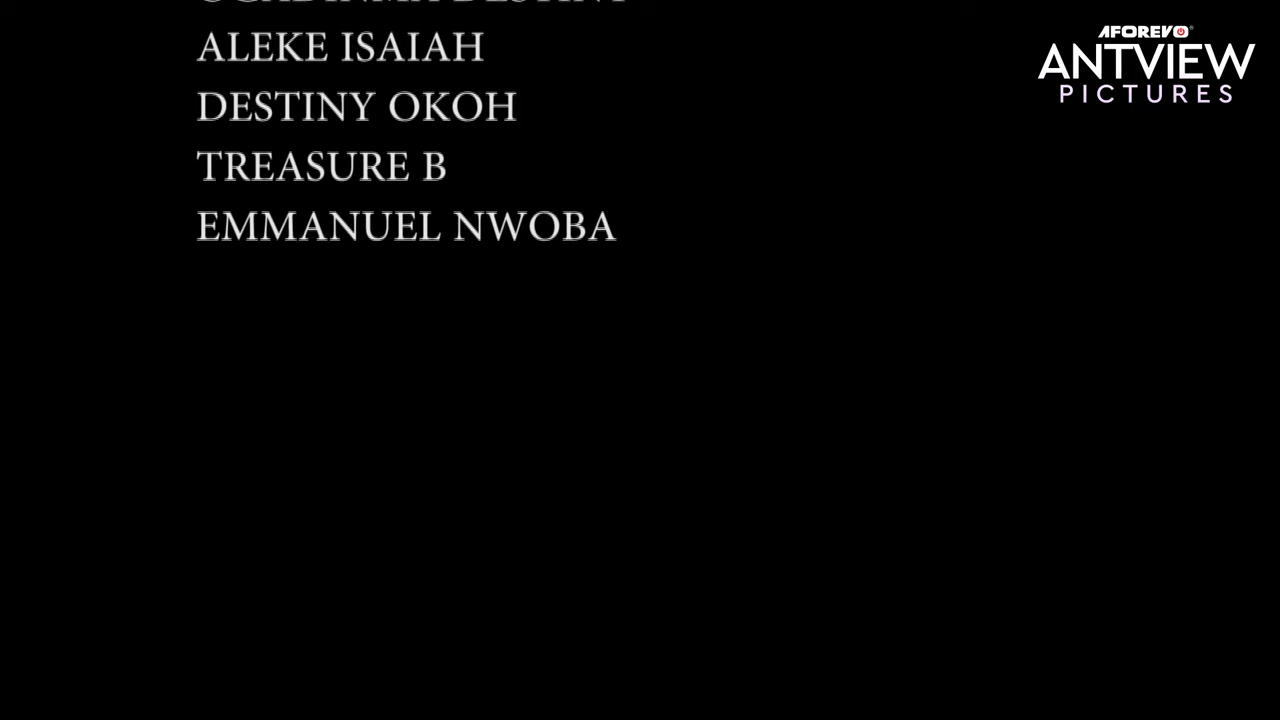 ALEKE ISAIAH
DESTINY OKOH
TREASURE B
EMMANUEL NWOBA
AFOREVO
ANTVIEW
PICTURES